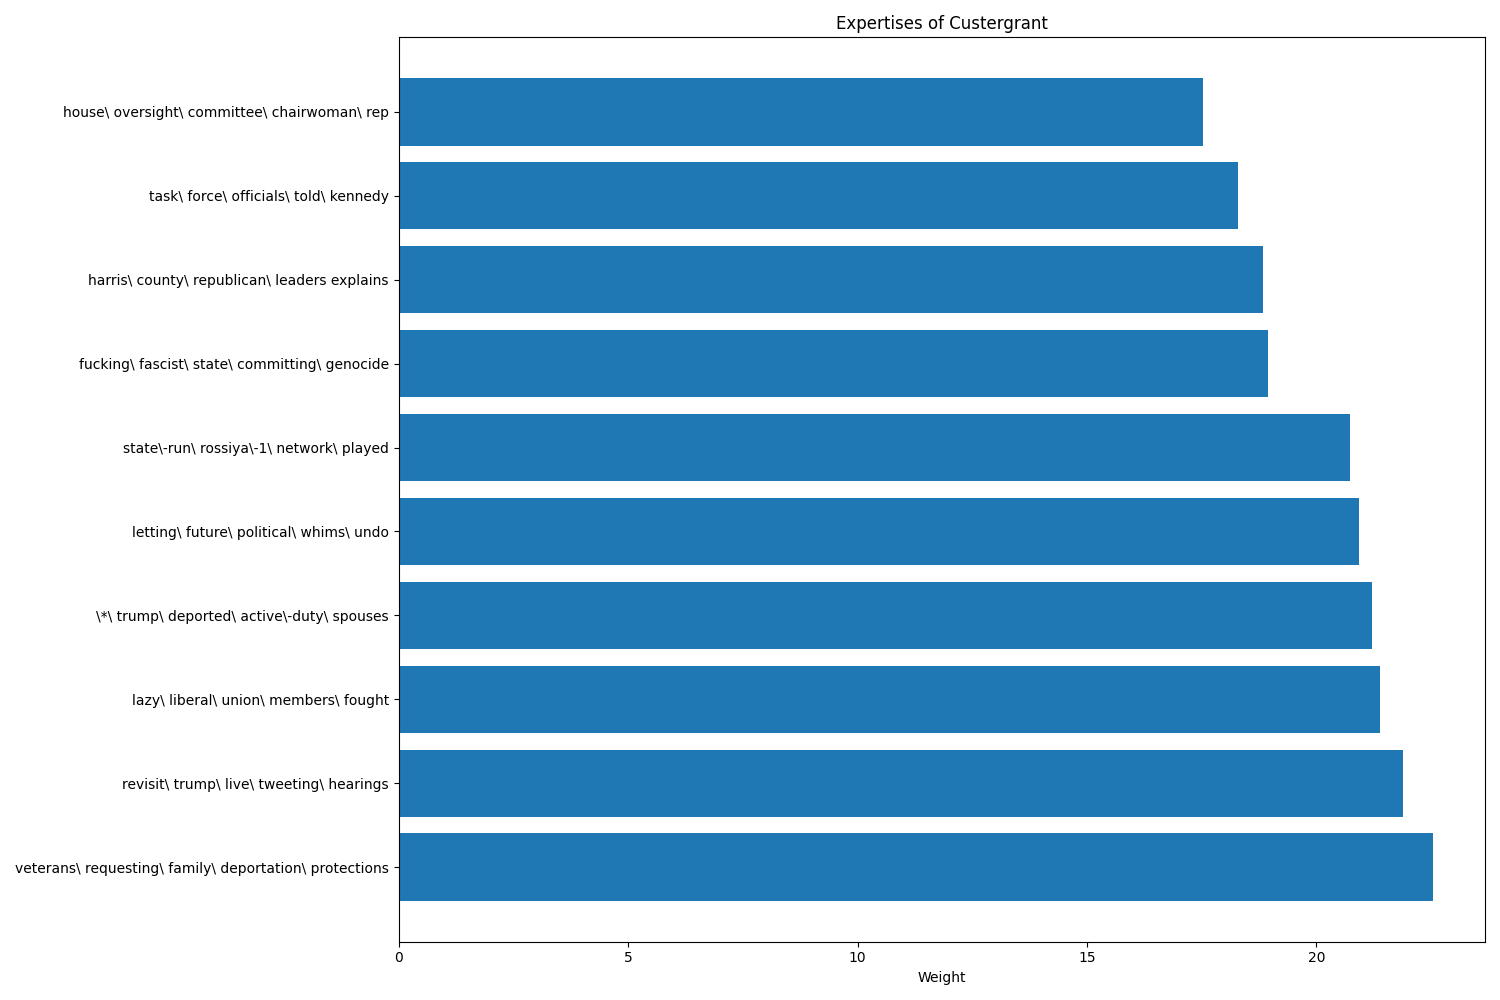 Expertises of Custergrant
house\ oversight\ committee\ chairwoman\ rep
task\ force\ officials\ told\ kennedy
harris\ county\ republican\ leaders explains
fucking\ fascist\ state\ committing\ genocide
state\-run\ rossiya\-1\ network\ played
letting\ future\ political\ whims\ undo
\*\ trump\ deported\ active\-duty\ spouses
lazy\ liberal\ union\ members\ fought
revisit\ trump\ live\ tweeting\ hearings
veterans\ requesting\ family\ deportation\ protections
0 5 10 15 20
Weight